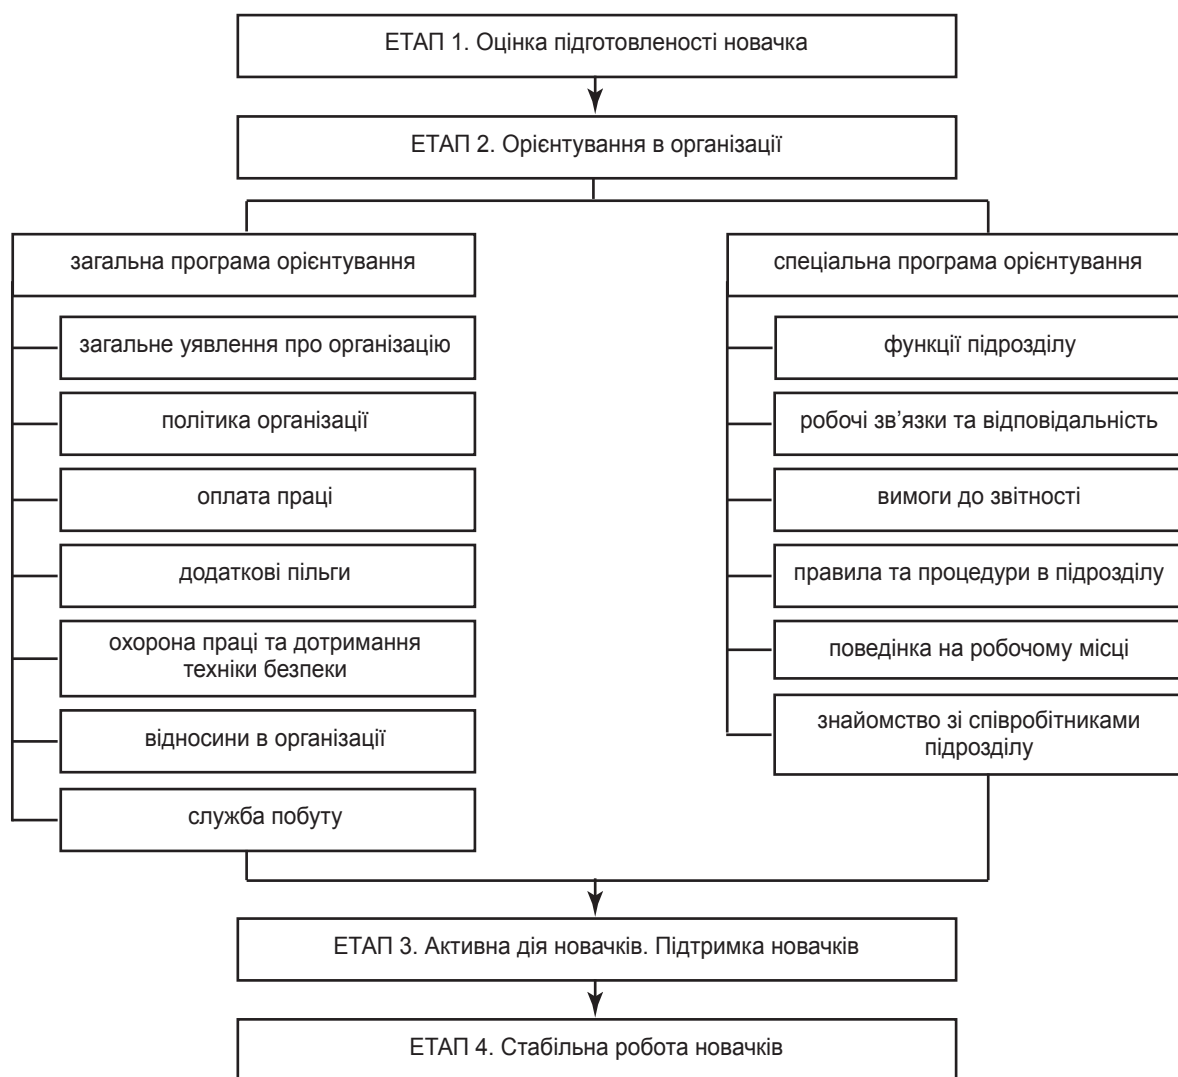 ЕТАП 1. Оцінка підготовленості новачка
ЕТАП 2. Орієнтування в організації
загальна програма орієнтування
загальне уявлення про організацію
політика організації
оплата праці
додаткові пільги
охорона праці та дотримання
техніки безпеки
відносини в організації
служба побуту
спеціальна програма орієнтування
функції підрозділу
робочі зв’язки та відповідальність
вимоги до звітності
правила та процедури в підрозділу
поведінка на робочому місці
знайомство зі співробітниками
підрозділу
ЕТАП 3. Активна дія новачків. Підтримка новачків
ЕТАП 4. Стабільна робота новачків